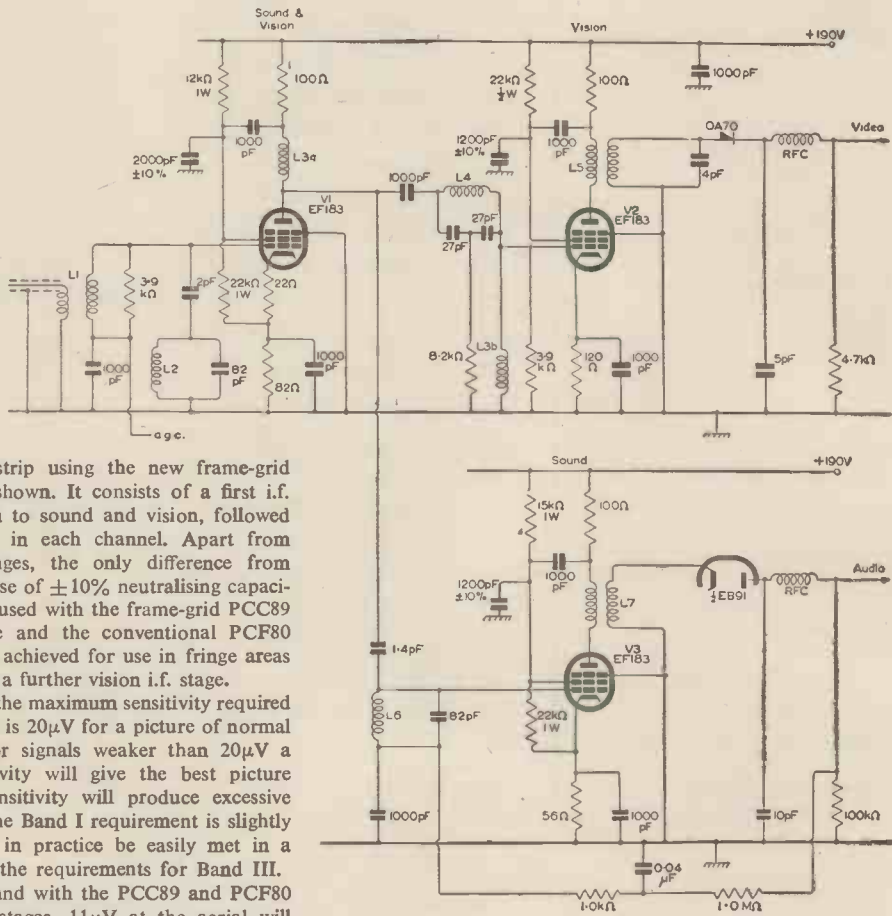 Sound &
Vision
Vision
+190V
12kΩ
1W
100Ω
22kΩ
½W
100Ω
1000pF
1000
pF
2000pF
±10%
L3a
1200pF
±10%
1000
pF
L5
OA70
RFC
Video
4pF
1000pF
L4
27pF
27pF
V1
EF183
V2
EF183
L1
3·9
kΩ
2pF
22kΩ
1W
22Ω
1000
pF
L2
82
pF
82Ω
1000
pF
8·2kΩ
L3b
3·9
kΩ
120
Ω
1000
pF
5pF
4·7kΩ
a.g.c.
strip using the new frame-grid
shown. It consists of a first i.f.
to sound and vision, followed
in each channel. Apart from
ges, the only difference from
se of ±10% neutralising capaci-
used with the frame-grid PCC89
e and the conventional PCF80
achieved for use in fringe areas
a further vision i.f. stage.
the maximum sensitivity required
is 20μV for a picture of normal
or signals weaker than 20μV a
ivity will give the best picture
nsitivity will produce excessive
he Band I requirement is slightly
in practice be easily met in a
the requirements for Band III.
and with the PCC89 and PCF80
stages, 11μV at the aerial will
Sound
+190V
15kΩ
1W
100Ω
1000
pF
1200pF
±10%
L7
½EB91
RFC
Audio
V3
EF183
1·4pF
L6
82pF
22kΩ
1W
1000pF
56Ω
1000
pF
10pF
100kΩ
0·04
μF
1·0kΩ
1·0MΩ